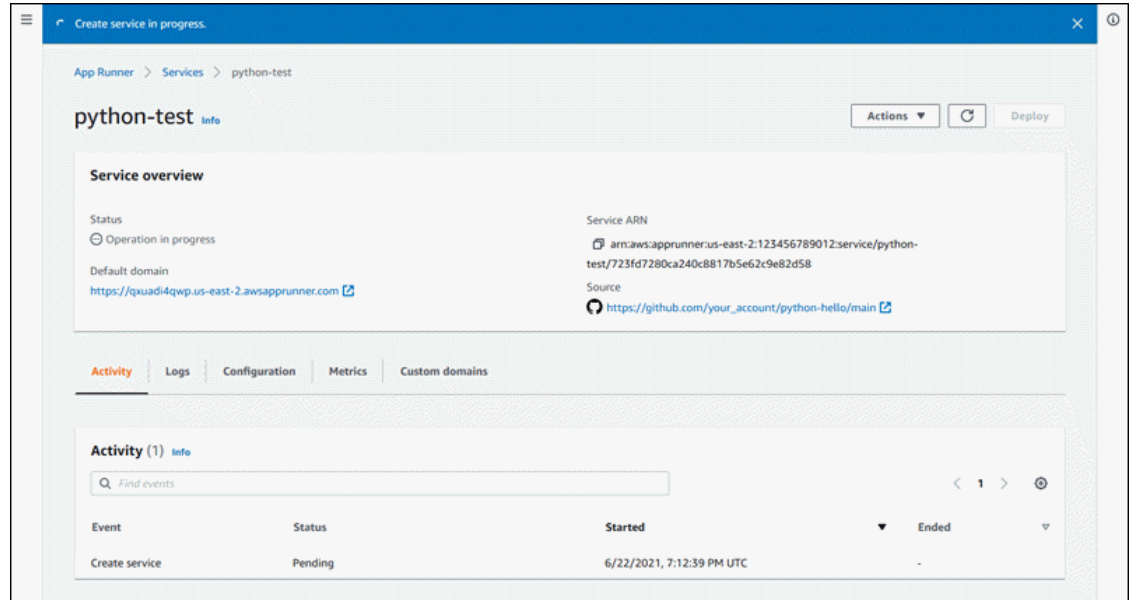 Create service in progress.
App Runner > Services > python-test
python-test Info
Actions ▼ Deploy
Service overview
Status
Operation in progress
Default domain
https://qxuadi4qwp.us-east-2.awsapprunner.com
Service ARN
arn:aws:apprunner:us-east-2:123456789012:service/python-
test/723fd7280ca240c8817b5e62c9e82d58
Source
https://github.com/your_account/python-hello/main
Activity Logs Configuration Metrics Custom domains
Activity (1) Info
Find events
< 1 >
Event Status Started Ended
Create service Pending 6/22/2021, 7:12:39 PM UTC -